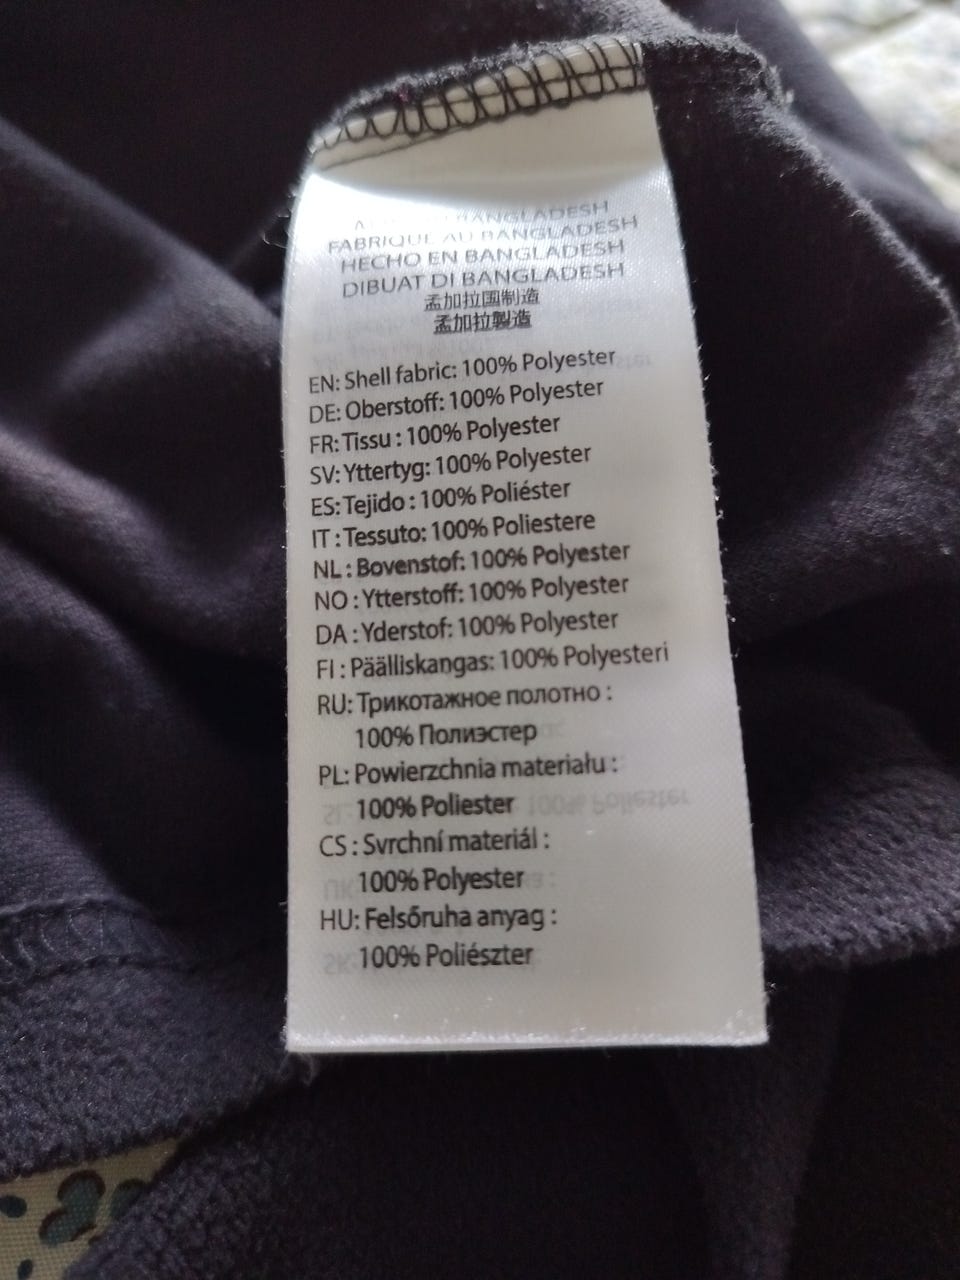 BANGLADESH
FABRIQUE AU BANGLADESH
HECHO EN BANGLADESH
DIBUAT DI BANGLADESH
孟加拉國制造
孟加拉製造
EN: Shell fabric: 100% Polyester
DE: Oberstoff: 100% Polyester
FR: Tissu : 100% Polyester
SV: Yttertyg: 100% Polyester
ES: Tejido : 100% Poliéster
IT : Tessuto: 100% Poliestere
NL : Bovenstof: 100% Polyester
NO : Ytterstoff: 100% Polyester
DA : Yderstof: 100% Polyester
FI : Päälliskangas: 100% Polyesteri
RU: Трикотажное полотно :
100% Полиэстер
PL: Powierzchnia materiału :
100% Poliester
CS : Svrchní materiál :
100% Polyester
HU: Felsőruha anyag :
100% Poliészter